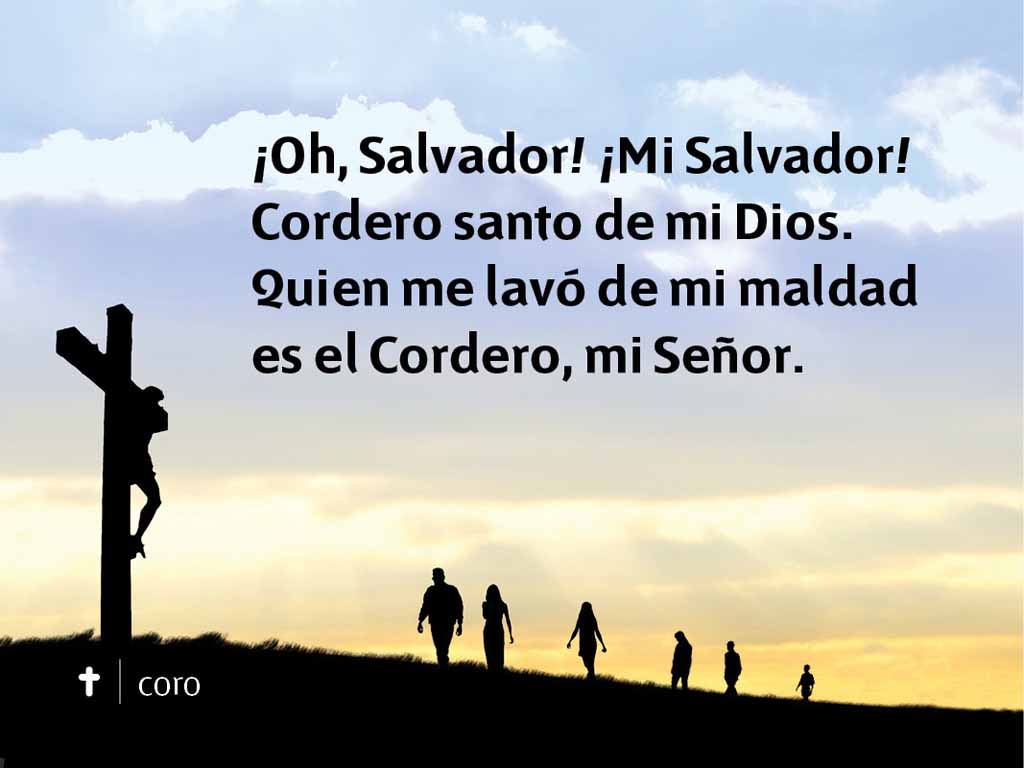 ¡Oh, Salvador! ¡Mi Salvador!
Cordero santo de mi Dios.
Quien me lavó de mi maldad
es el Cordero, mi Señor.
coro